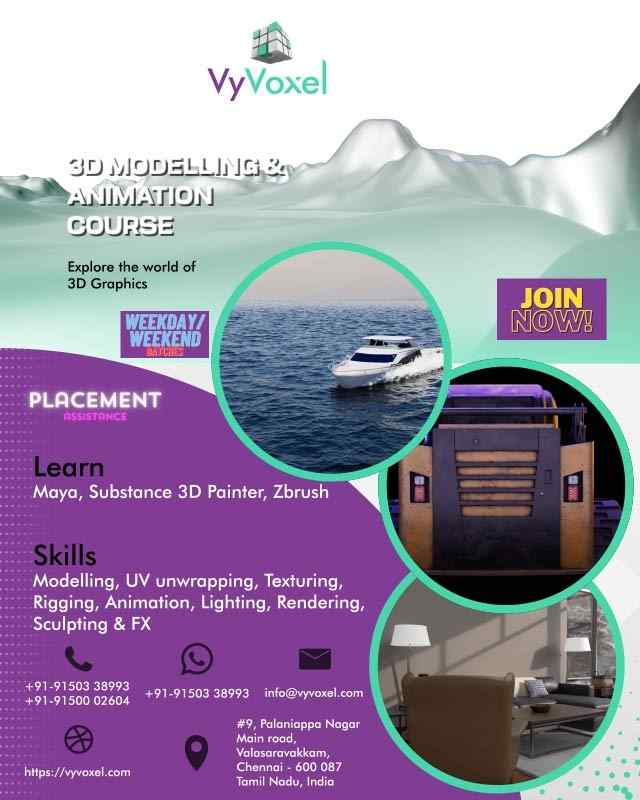 VyVoxel
3D MODELLING &
ANIMATION
COURSE
Explore the world of
3D Graphics
WEEKDAY/
WEEKEND
BATCHES
JOIN
NOW!
PLACEMENT
ASSISTANCE
Learn
Maya, Substance 3D Painter, Zbrush
Skills
Modelling, UV unwrapping, Texturing,
Rigging, Animation, Lighting, Rendering,
Sculpting & FX
+91-91503 38993
+91-91500 02604
+91-91503 38993
info@vyvoxel.com
https://vyvoxel.com
#9, Palaniappa Nagar
Main road,
Valasaravakkam,
Chennai - 600 087
Tamil Nadu, India